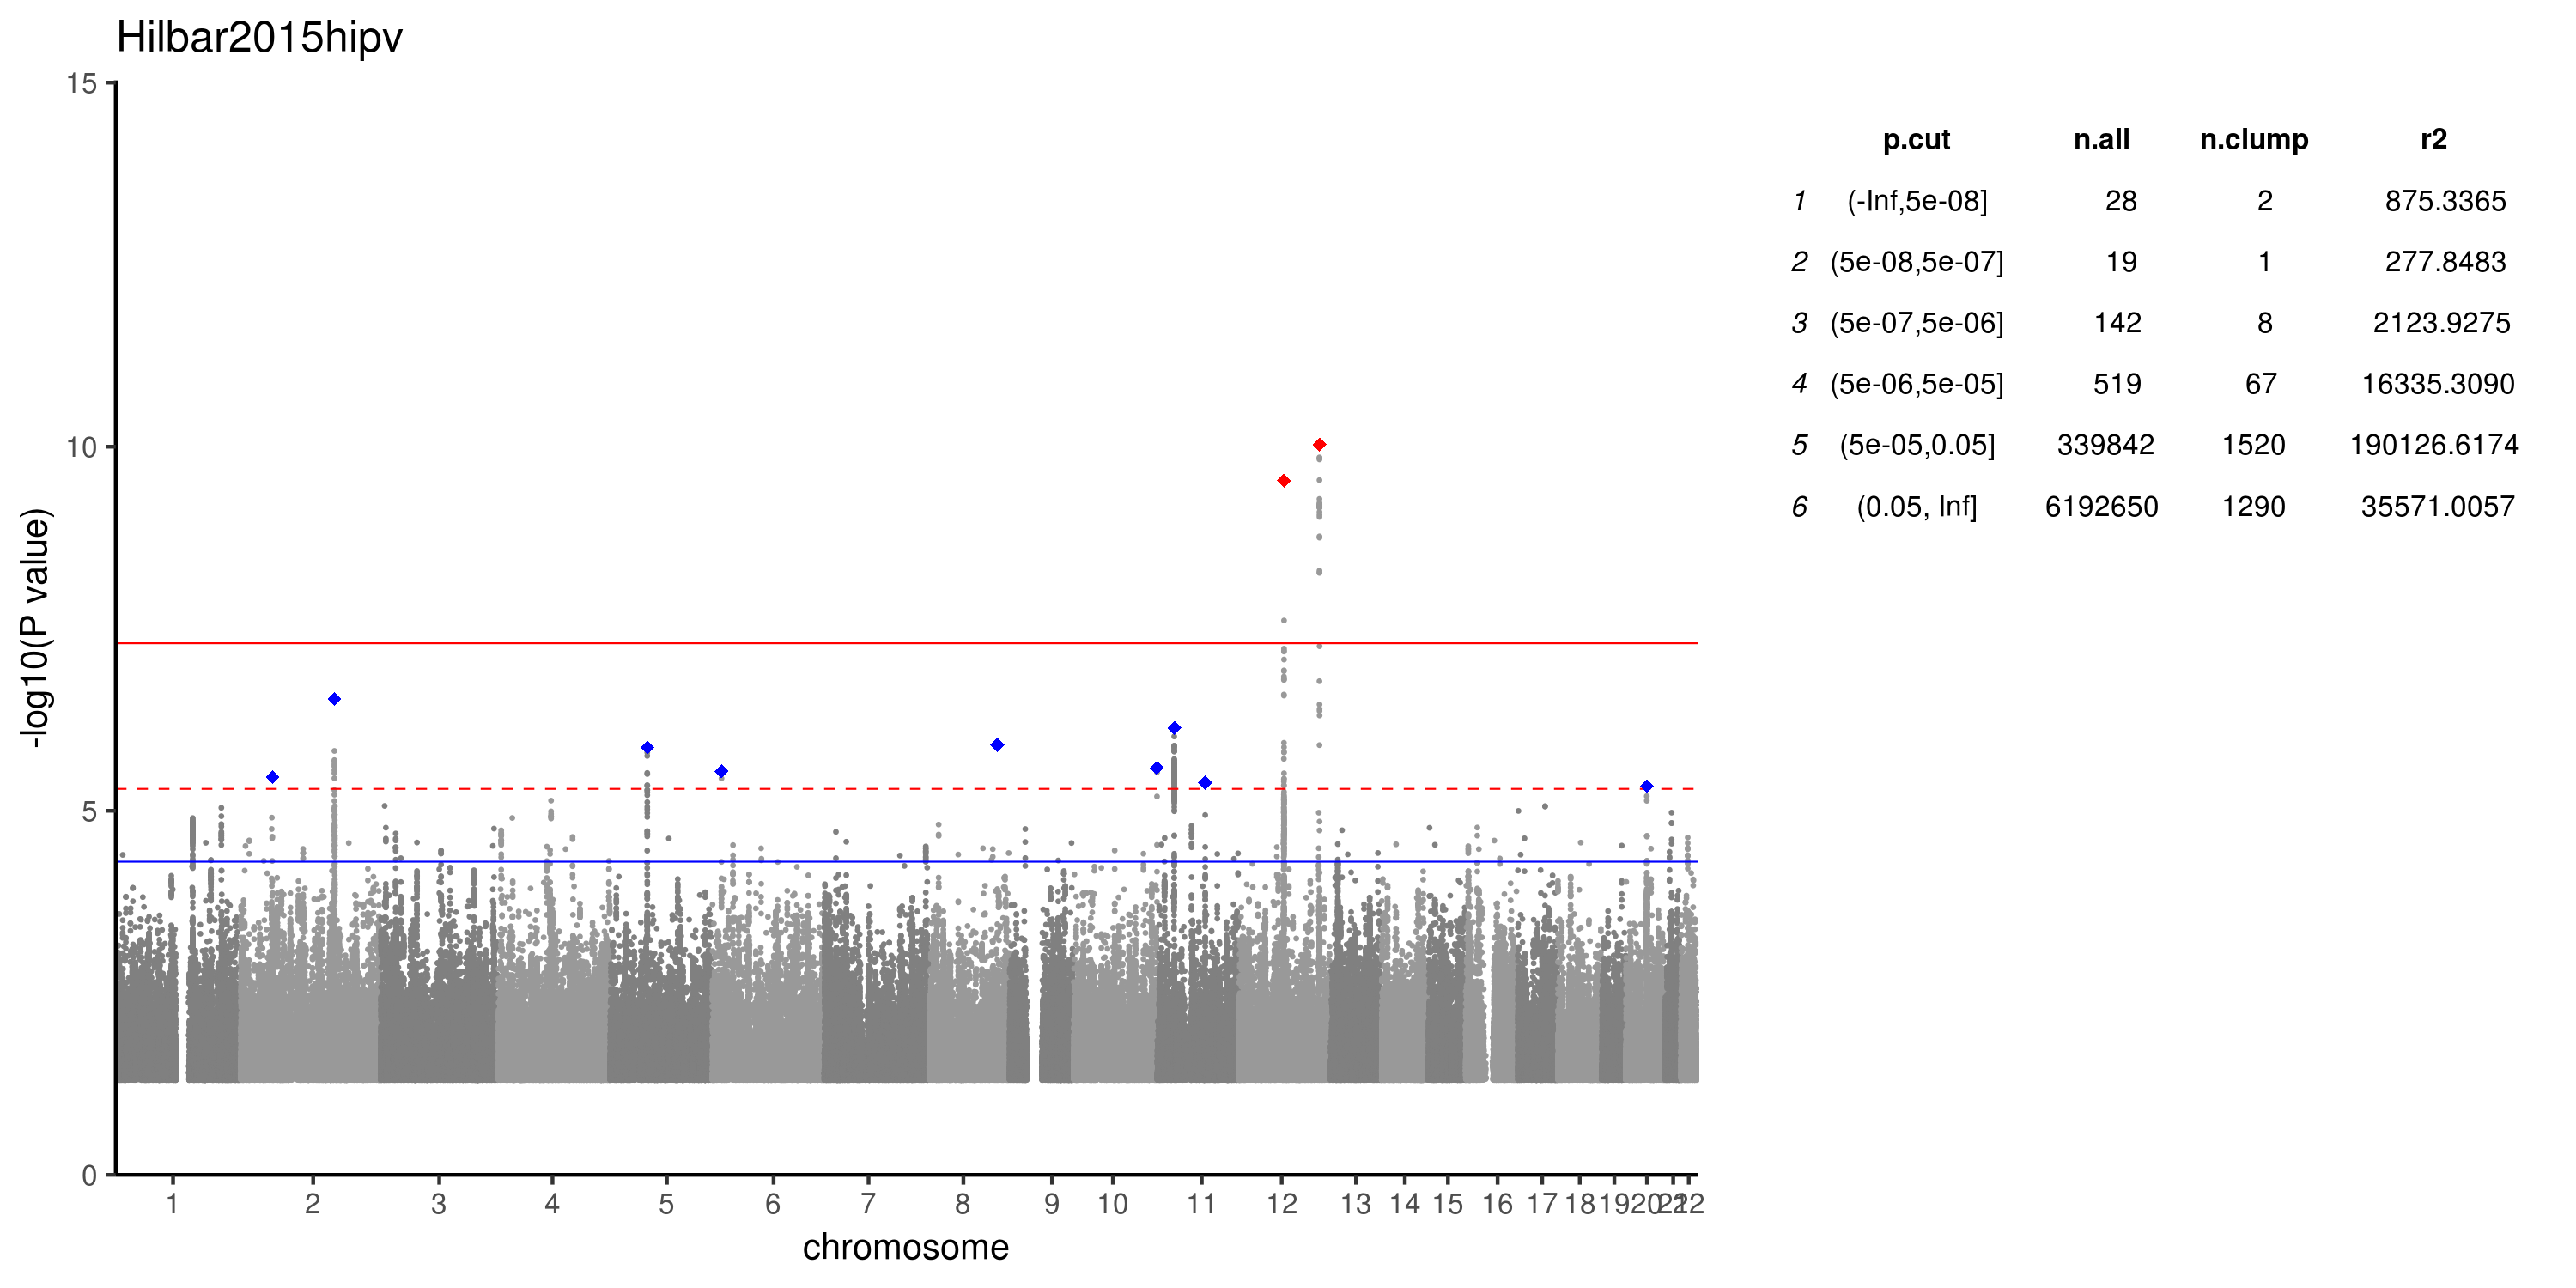 Hilbar2015hipv
15
10
5
0
-log10(P value)
1 2 3 4 5 6 7 8 9 10 11 12 13 14 15 16 17 18 19 20 21 22
chromosome
p.cut n.all n.clump r2
1 (-Inf,5e-08] 28 2 875.3365
2 (5e-08,5e-07] 19 1 277.8483
3 (5e-07,5e-06] 142 8 2123.9275
4 (5e-06,5e-05] 519 67 16335.3090
5 (5e-05,0.05] 339842 1520 190126.6174
6 (0.05, Inf] 6192650 1290 35571.0057